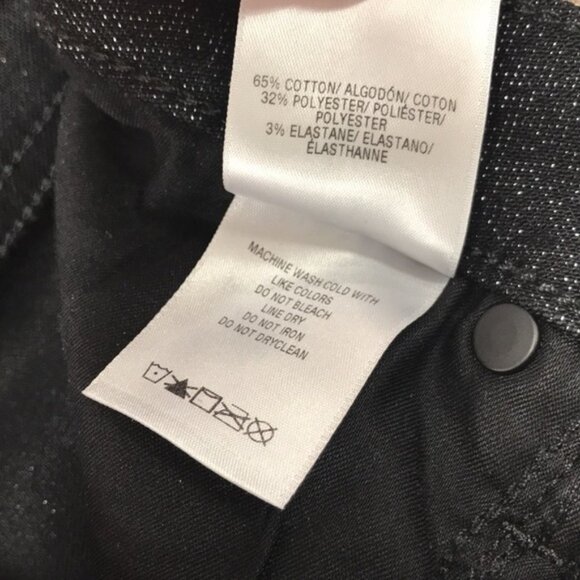 65% COTTON/ ALGODÓN/ COTON
32% POLYESTER/ POLIÉSTER/
POLYESTER
3% ELASTANE/ ELASTANO/
ÉLASTHANNE
MACHINE WASH COLD WITH
LIKE COLORS
DO NOT BLEACH
LINE DRY
DO NOT IRON
DO NOT DRYCLEAN